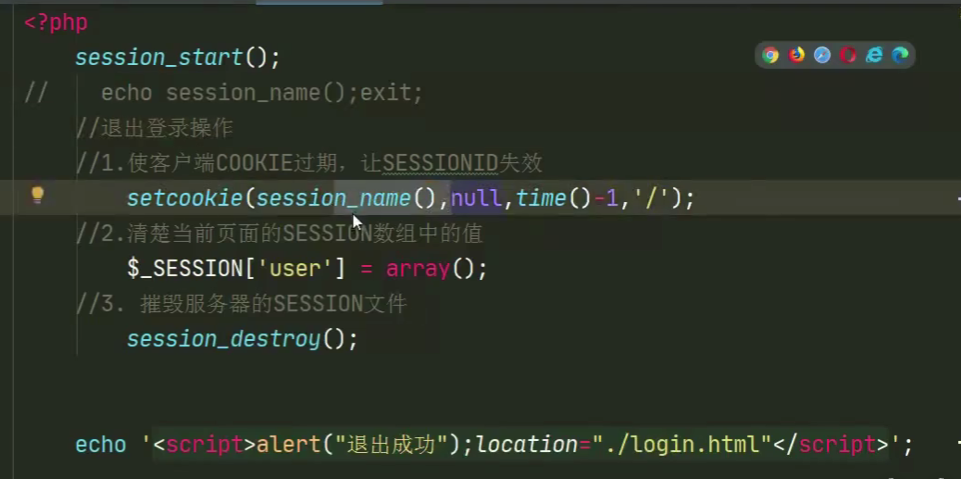 <?php
session_start();
// echo session_name();exit;
//退出登录操作
//1.使客户端COOKIE过期，让SESSIONID失效
setcookie(session_name(),null,time()-1,'/');
//2.清楚当前页面的SESSION数组中的值
$_SESSION['user'] = array();
//3. 摧毁服务器的SESSION文件
session_destroy();
echo '<script>alert("退出成功");location="./login.html"</script>';